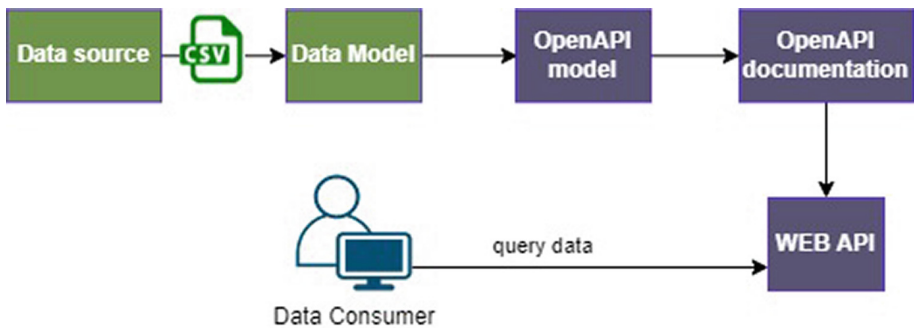 Data source
CSV
Data Model
OpenAPI
model
OpenAPI
documentation
WEB API
query data
Data Consumer